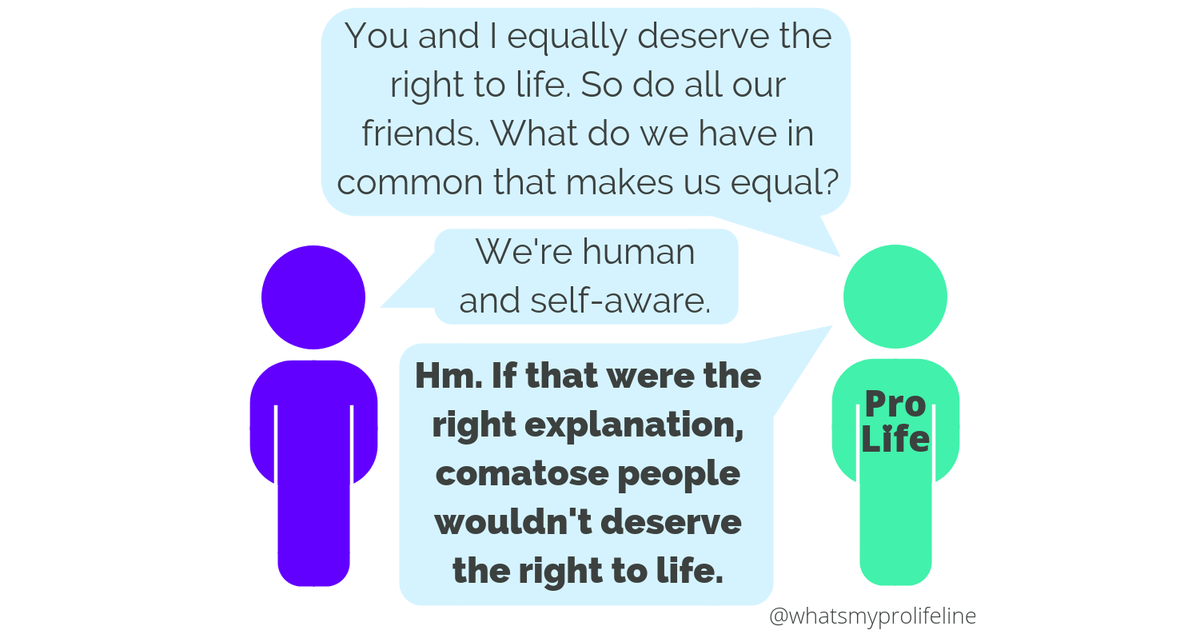 You and I equally deserve the
right to life. So do all our
friends. What do we have in
common that makes us equal?
We're human
and self-aware.
Hm. If that were the
right explanation,
comatose people
wouldn't deserve
the right to life.
Pro
Life
@whatsmyprolifeline